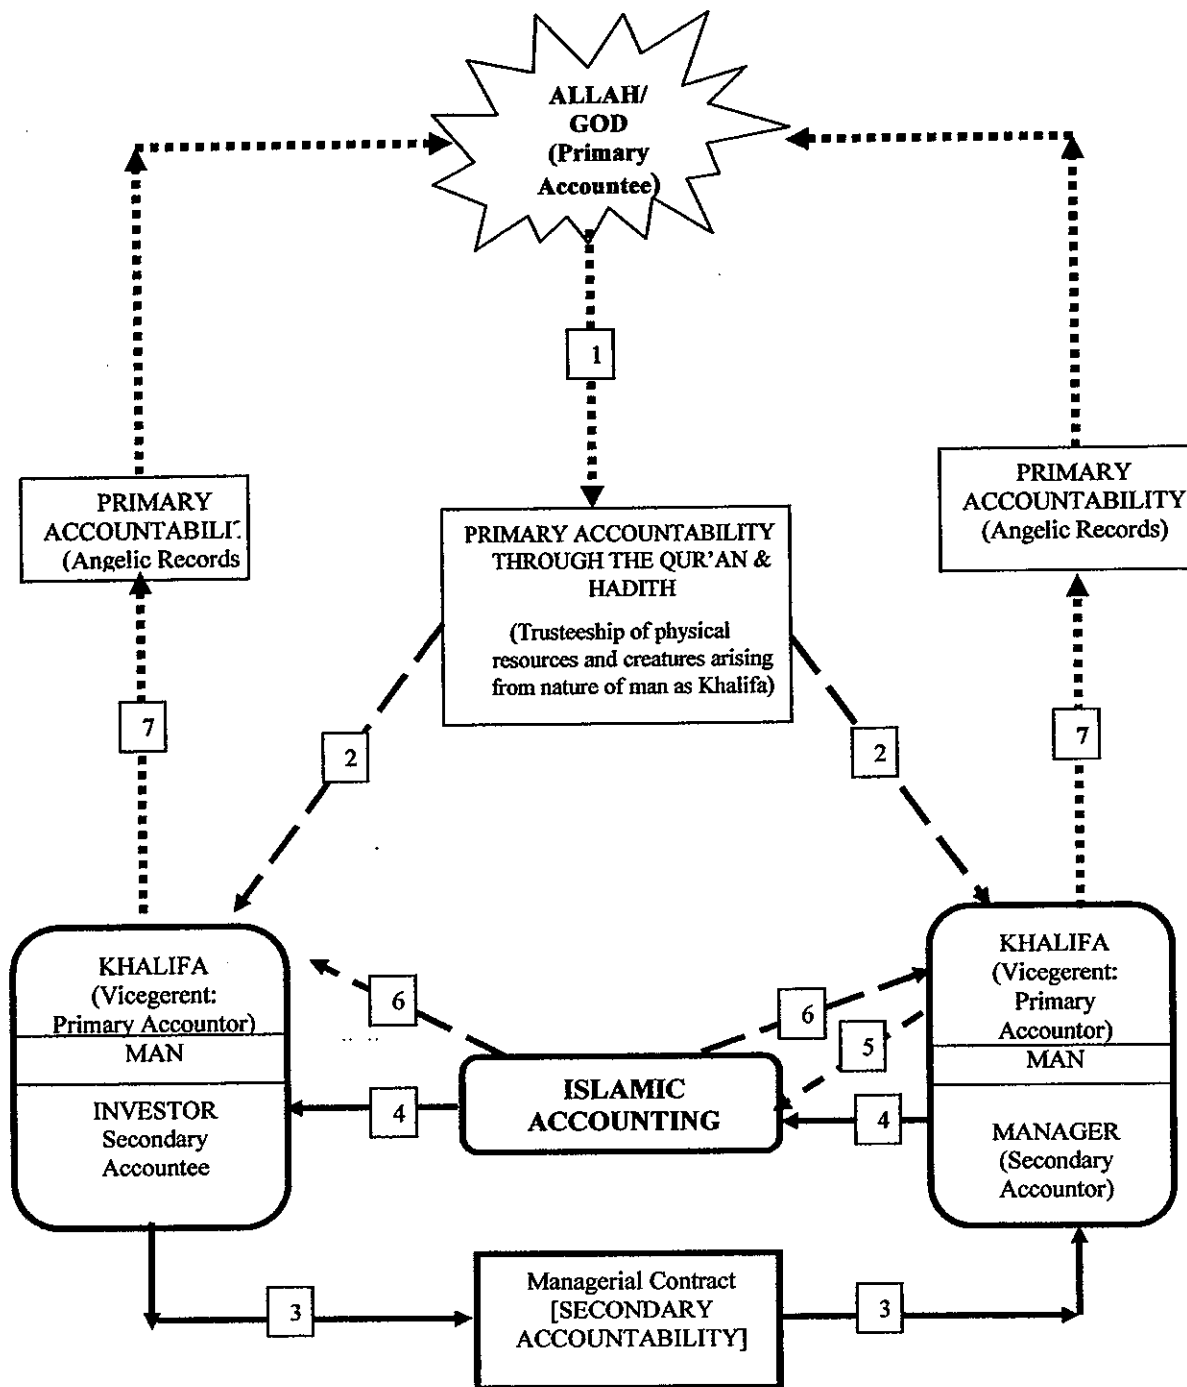 ALLAH/
GOD
(Primary
Accountee)
1
PRIMARY
ACCOUNTABILI
(Angelic Records
PRIMARY ACCOUNTABILITY
THROUGH THE QUR'AN &
HADITH
(Trusteeship of physical
resources and creatures arising
from nature of man as Khalifa)
PRIMARY
ACCOUNTABILITY
(Angelic Records)
7
2
2
7
KHALIFA
(Vicegerent:
Primary Accountor)
MAN
INVESTOR
Secondary
Accountee
6
4
ISLAMIC
ACCOUNTING
6
5
4
KHALIFA
(Vicegerent:
Primary
Accountor)
MAN
MANAGER
(Secondary
Accountor)
3
Managerial Contract
[SECONDARY
ACCOUNTABILITY]
3